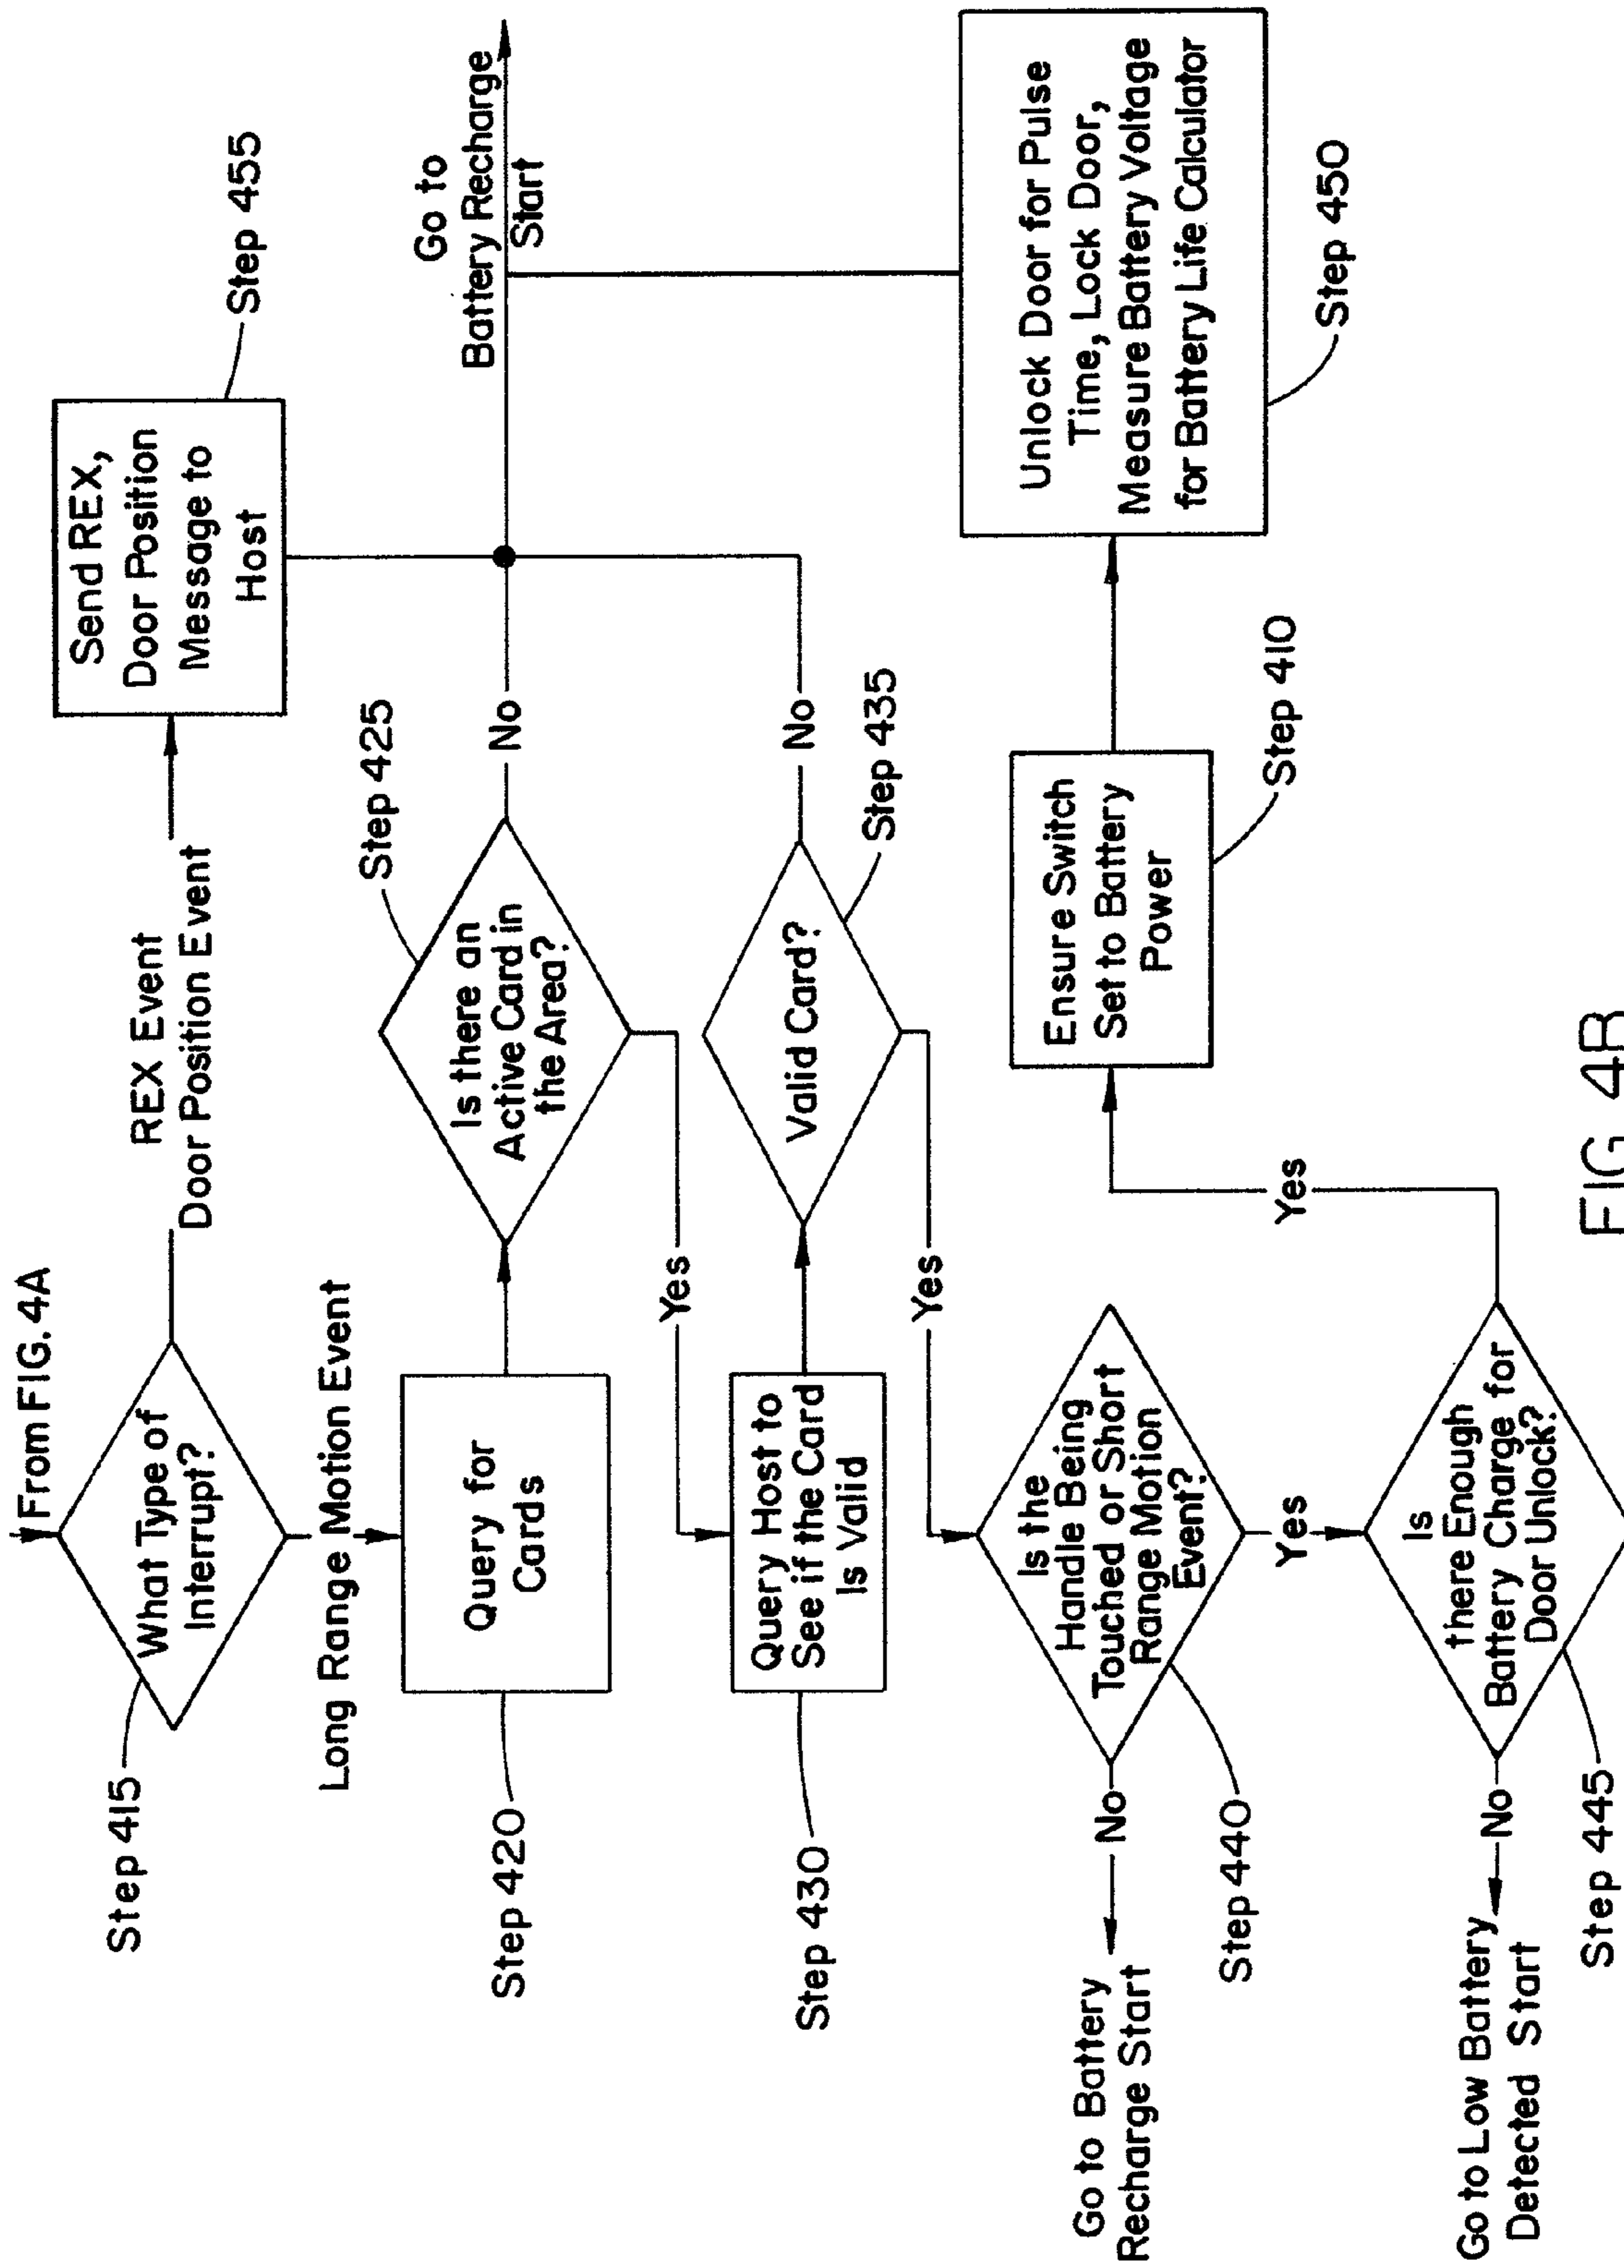 From FIG. 4A
What Type of
Interrupt?
Step 415
REX Event
Door Position Event
Send REX,
Door Position
Message to
Host
Step 455
Long Range Motion Event
Query for
Cards
Step 420
Is there an
Active Card in
the Area?
Step 425
No
Go to
Battery Recharge
Start
Yes
Query Host to
See if the Card
Is Valid
Step 430
Valid Card?
Step 435
No
Yes
Is the
Handle Being
Touched or Short
Range Motion
Event?
Step 440
No
Go to Battery
Recharge Start
Yes
Is
there Enough
Battery Charge for
Door Unlock?
Step 445
No
Go to Low Battery
Detected Start
Yes
Ensure Switch
Set to Battery
Power
Step 410
Unlock Door for Pulse
Time, Lock Door,
Measure Battery Voltage
for Battery Life Calculator
Step 450
FIG. 4B